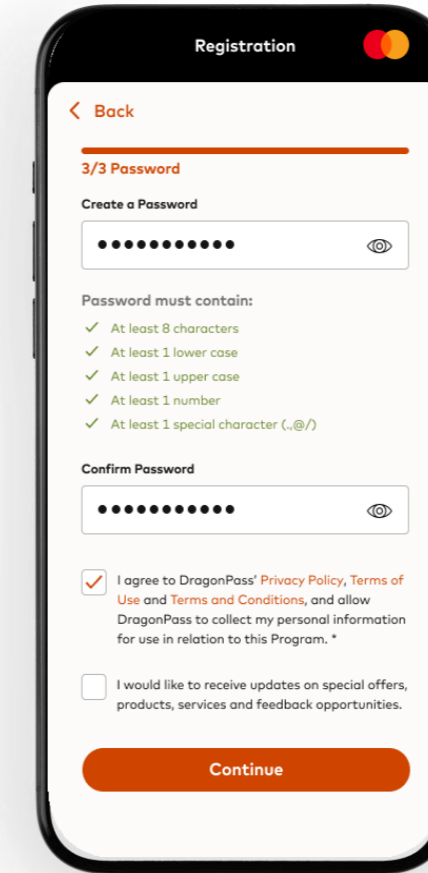 Registration
Back
3/3 Password
Create a Password
•••••••••••
Password must contain:
At least 8 characters
At least 1 lower case
At least 1 upper case
At least 1 number
At least 1 special character (.,@/)
Confirm Password
•••••••••••
I agree to DragonPass' Privacy Policy, Terms of
Use and Terms and Conditions, and allow
DragonPass to collect my personal information
for use in relation to this Program. *
I would like to receive updates on special offers,
products, services and feedback opportunities.
Continue